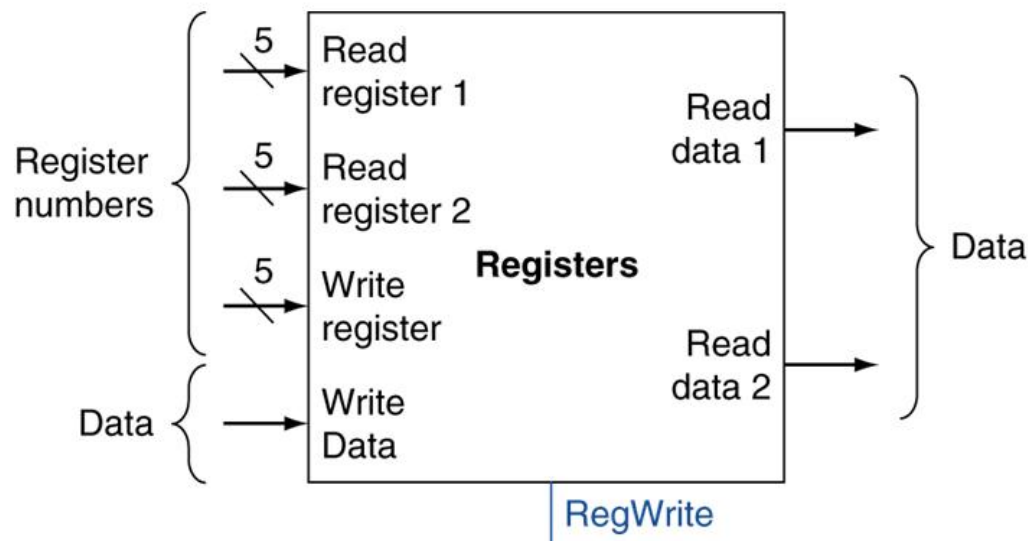 5
Read
register 1
Read
data 1
5
Read
register 2
Register
numbers
Registers
Data
5
Write
register
Read
data 2
Data
Write
Data
RegWrite